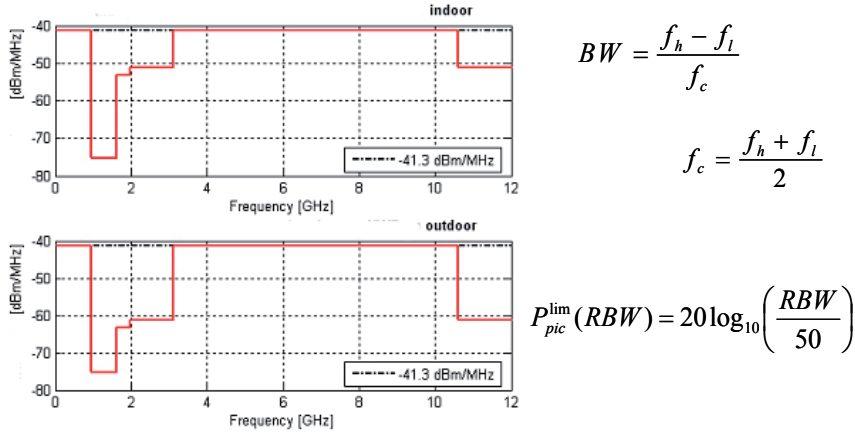 indoor
-40
-50
-60
-70
-80
[dBm/MHz]
-41.3 dBm/MHz
0 2 4 6 8 10 12
Frequency [GHz]
outdoor
-40
-50
-60
-70
-80
[dBm/MHz]
-41.3 dBm/MHz
0 2 4 6 8 10 12
Frequency [GHz]
BW = (f_h − f_l) / f_c
f_c = (f_h + f_l) / 2
P_pic^lim (RBW) = 20 log_10 (RBW / 50)